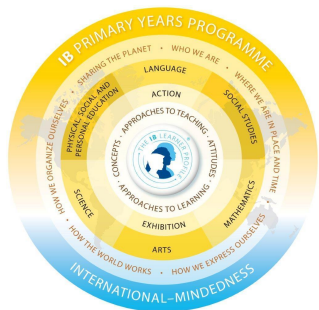 IB PRIMARY YEARS PROGRAMME
SHARING THE PLANET • WHO WE ARE • WHERE WE ARE IN PLACE AND TIME • HOW WE EXPRESS OURSELVES • HOW THE WORLD WORKS • HOW WE ORGANIZE OURSELVES •
LANGUAGE
SOCIAL STUDIES
MATHEMATICS
ARTS
SCIENCE
PHYSICAL, SOCIAL AND
PERSONAL EDUCATION
ACTION
APPROACHES TO TEACHING • ATTITUDES • APPROACHES TO LEARNING • CONCEPTS •
THE IB LEARNER PROFILE
EXHIBITION
INTERNATIONAL-MINDEDNESS